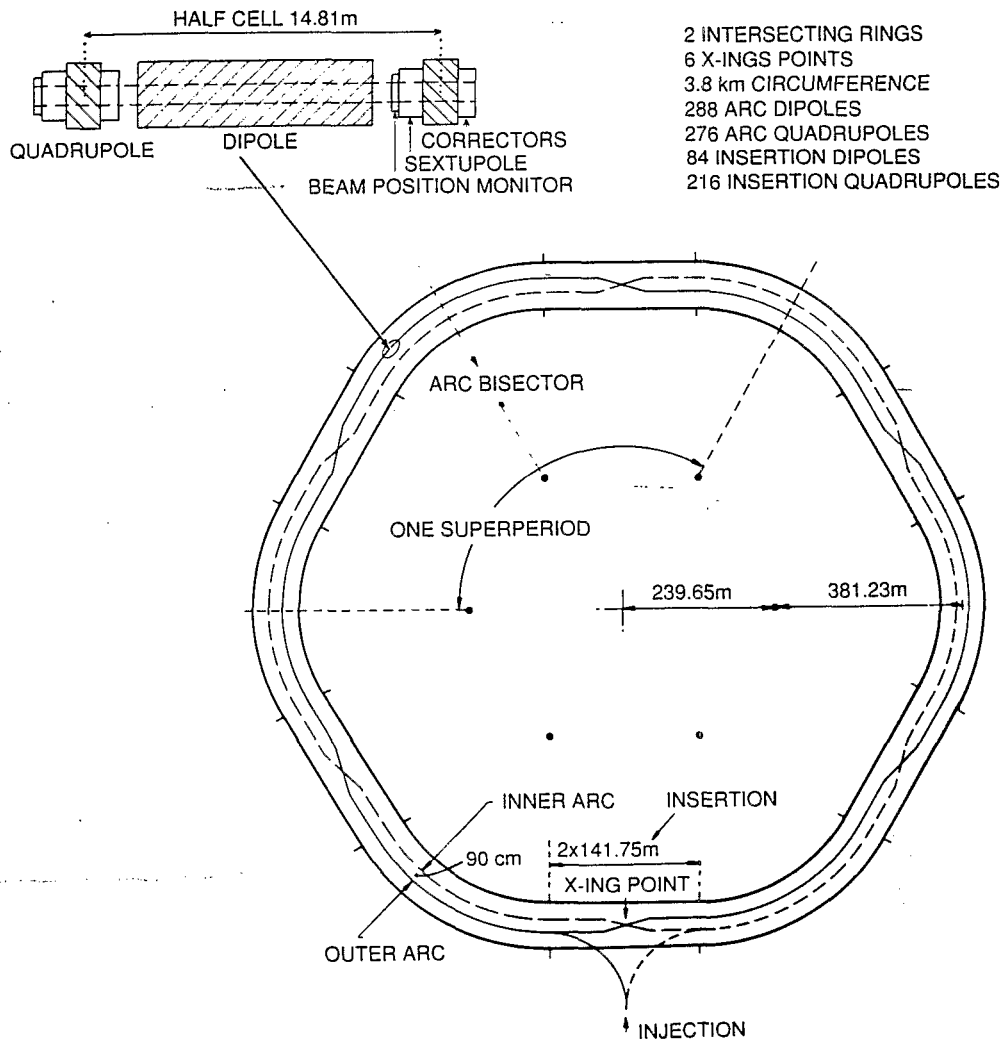 HALF CELL 14.81m
QUADRUPOLE
DIPOLE
CORRECTORS
SEXTUPOLE
BEAM POSITION MONITOR
2 INTERSECTING RINGS
6 X-INGS POINTS
3.8 km CIRCUMFERENCE
288 ARC DIPOLES
276 ARC QUADRUPOLES
84 INSERTION DIPOLES
216 INSERTION QUADRUPOLES
ARC BISECTOR
ONE SUPERPERIOD
239.65m
381.23m
INNER ARC
INSERTION
90 cm
2x141.75m
X-ING POINT
OUTER ARC
INJECTION